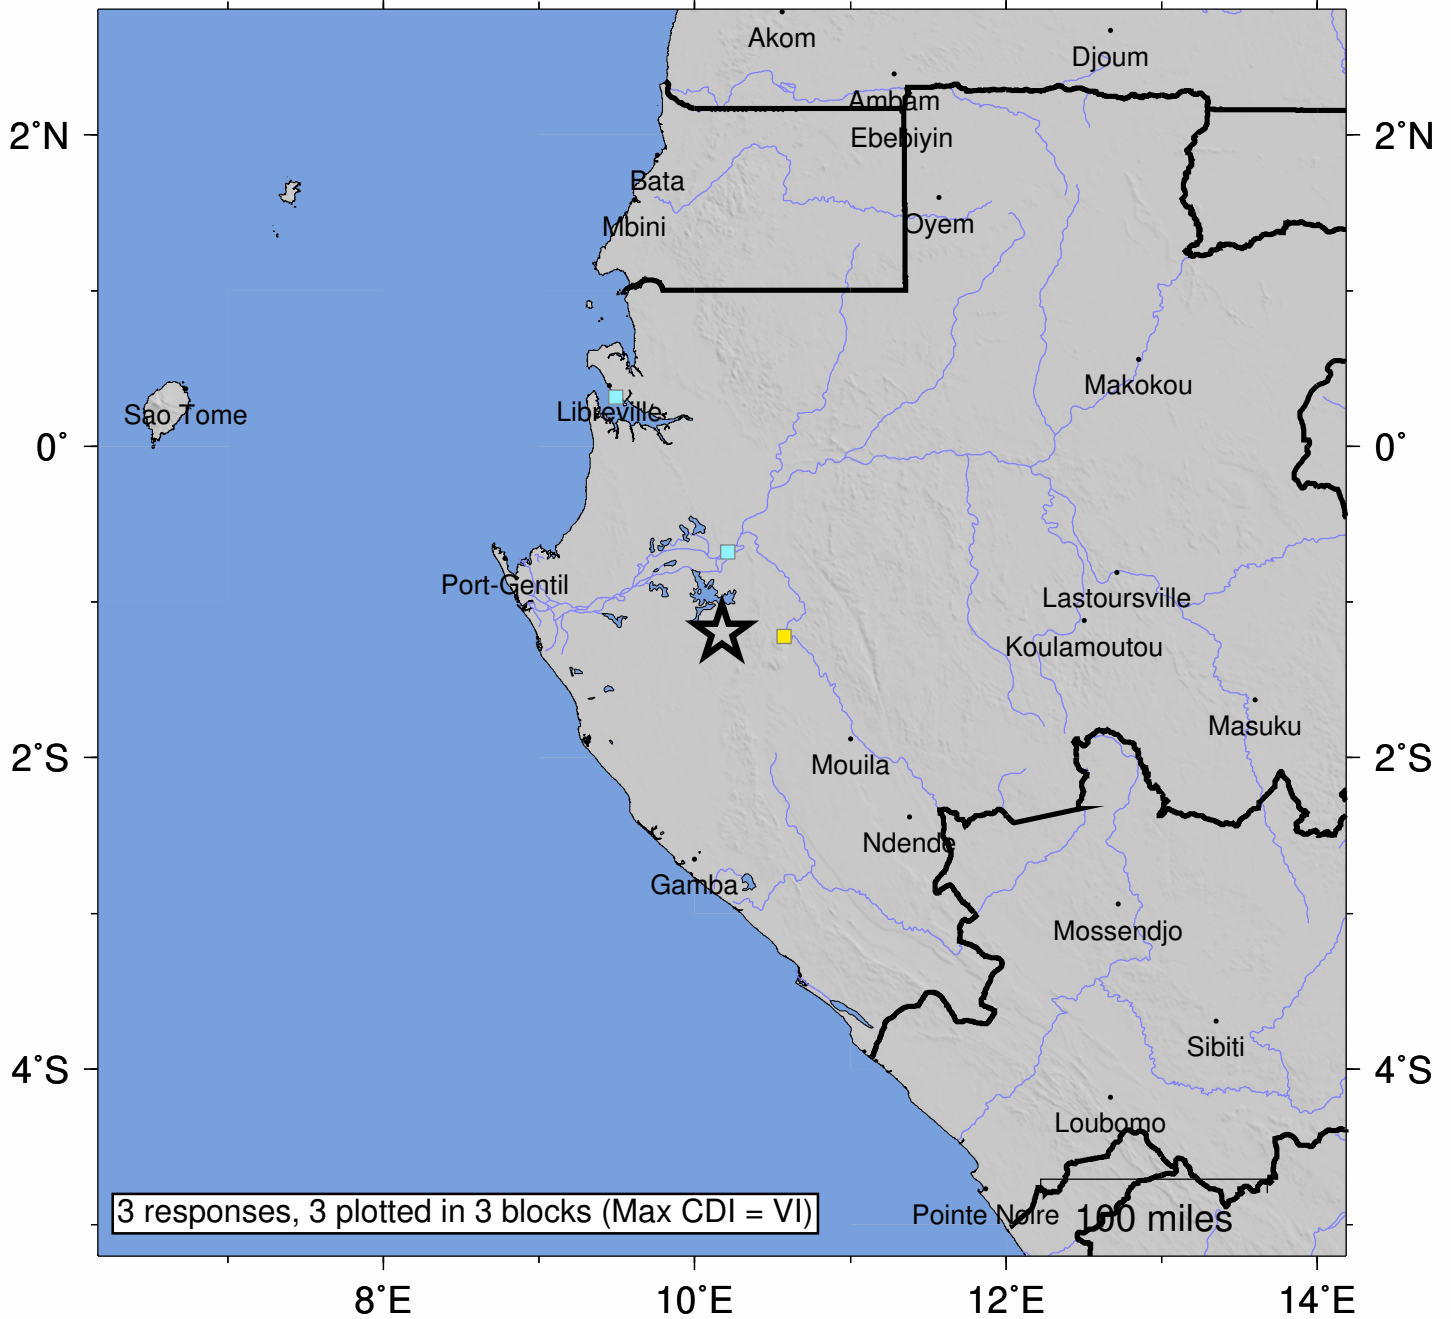 Akom
Djoum
Ambam
2˚N
Ebebiyin
2˚N
Bata
Mbini
Oyem
Makokou
Sao Tome
Libreville
0˚
0˚
Port-Gentil
Lastoursville
Koulamoutou
Masuku
2˚S
Mouila
2˚S
Ndende
Gamba
Mossendjo
Sibiti
4˚S
4˚S
Loubomo
3 responses, 3 plotted in 3 blocks (Max CDI = VI)
Pointe Noire
100 miles
8˚E
10˚E
12˚E
14˚E